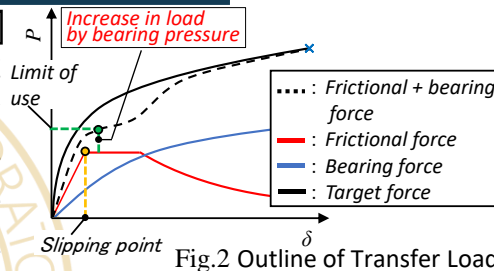 P
Increase in load
by bearing pressure
Limit of
use
: Frictional + bearing
force
: Frictional force
: Bearing force
: Target force
Slipping point
δ
Fig.2 Outline of Transfer Load